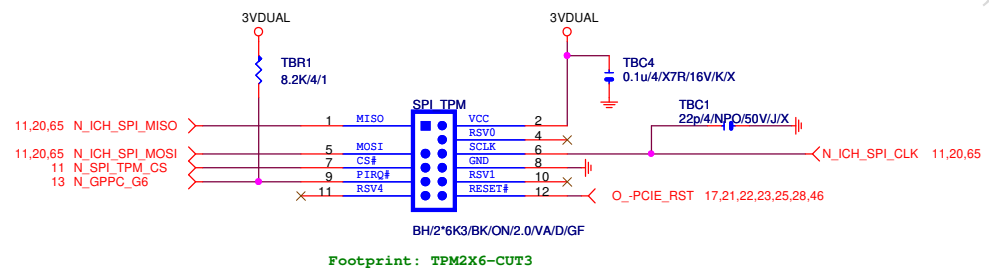 3VDUAL 3VDUAL
TBR1
8.2K/4/1
TBC4
0.1u/4/X7R/16V/K/X
SPI_TPM
TBC1
22p/4/NPO/50V/J/X
11,20,65 N_ICH_SPI_MISO 1 MISO VCC 2
RSV0 4
11,20,65 N_ICH_SPI_MOSI 5 MOSI SCLK 6 N_ICH_SPI_CLK 11,20,65
11 N_SPI_TPM_CS 7 CS# GND 8
13 N_GPPC_G6 9 PIRQ# RSV1 10
11 RSV4 RESET# 12 O_-PCIE_RST 17,21,22,23,25,28,46
BH/2*6K3/BK/ON/2.0/VA/D/GF
Footprint: TPM2X6-CUT3